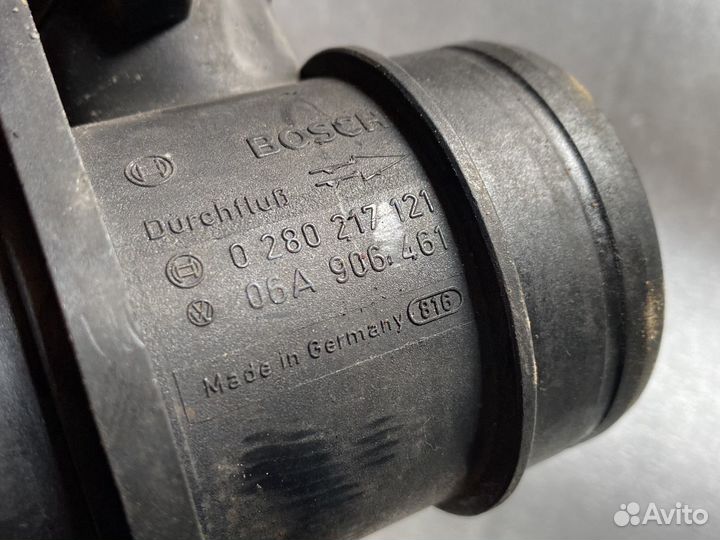 BOSCH
Durchfluß
0 280 217 121
06A 906 461
Made in Germany 816
Avito